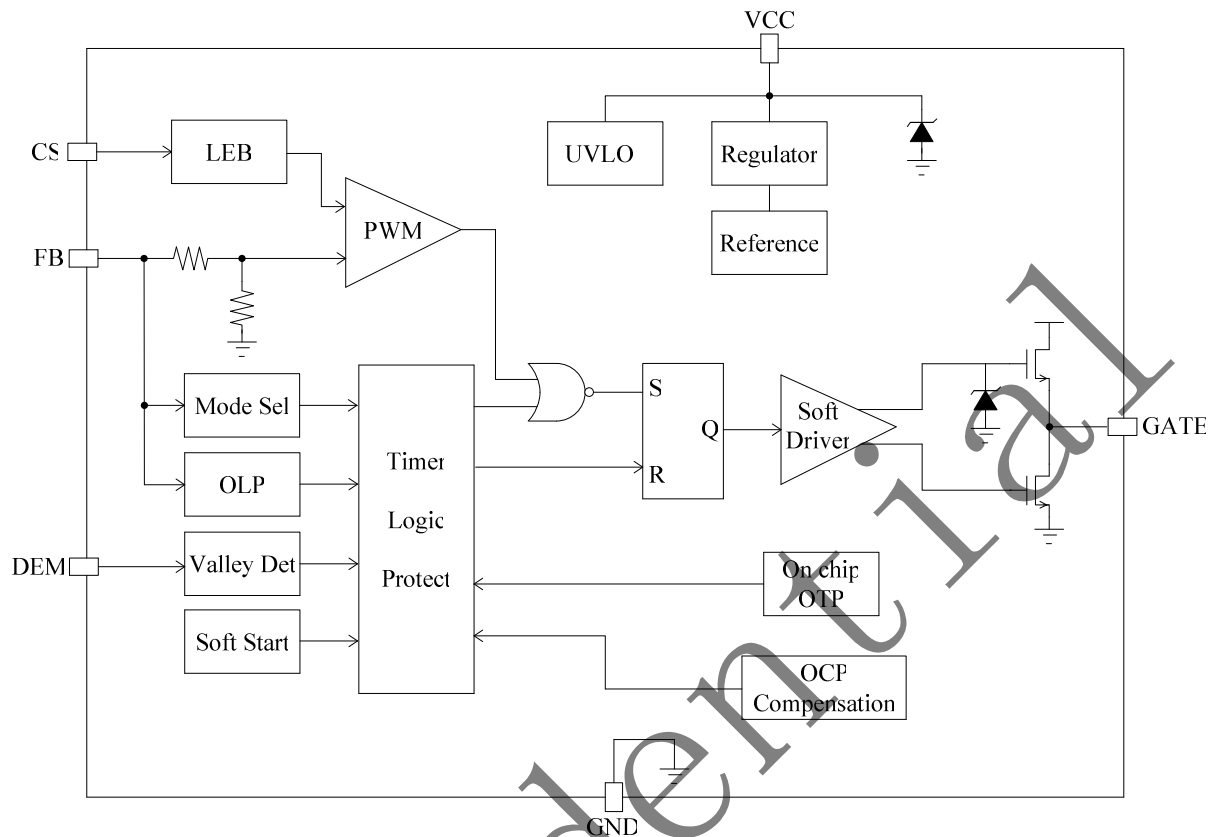 VCC
CS
LEB
UVLO
Regulator
PWM
FB
Reference
Mode Sel
S
Soft
Driver
Q
GATE
Timer
OLP
R
Logic
DEM
Valley Det
Protect
On chip
OTP
Soft Start
OCP
Compensation
GND
dential